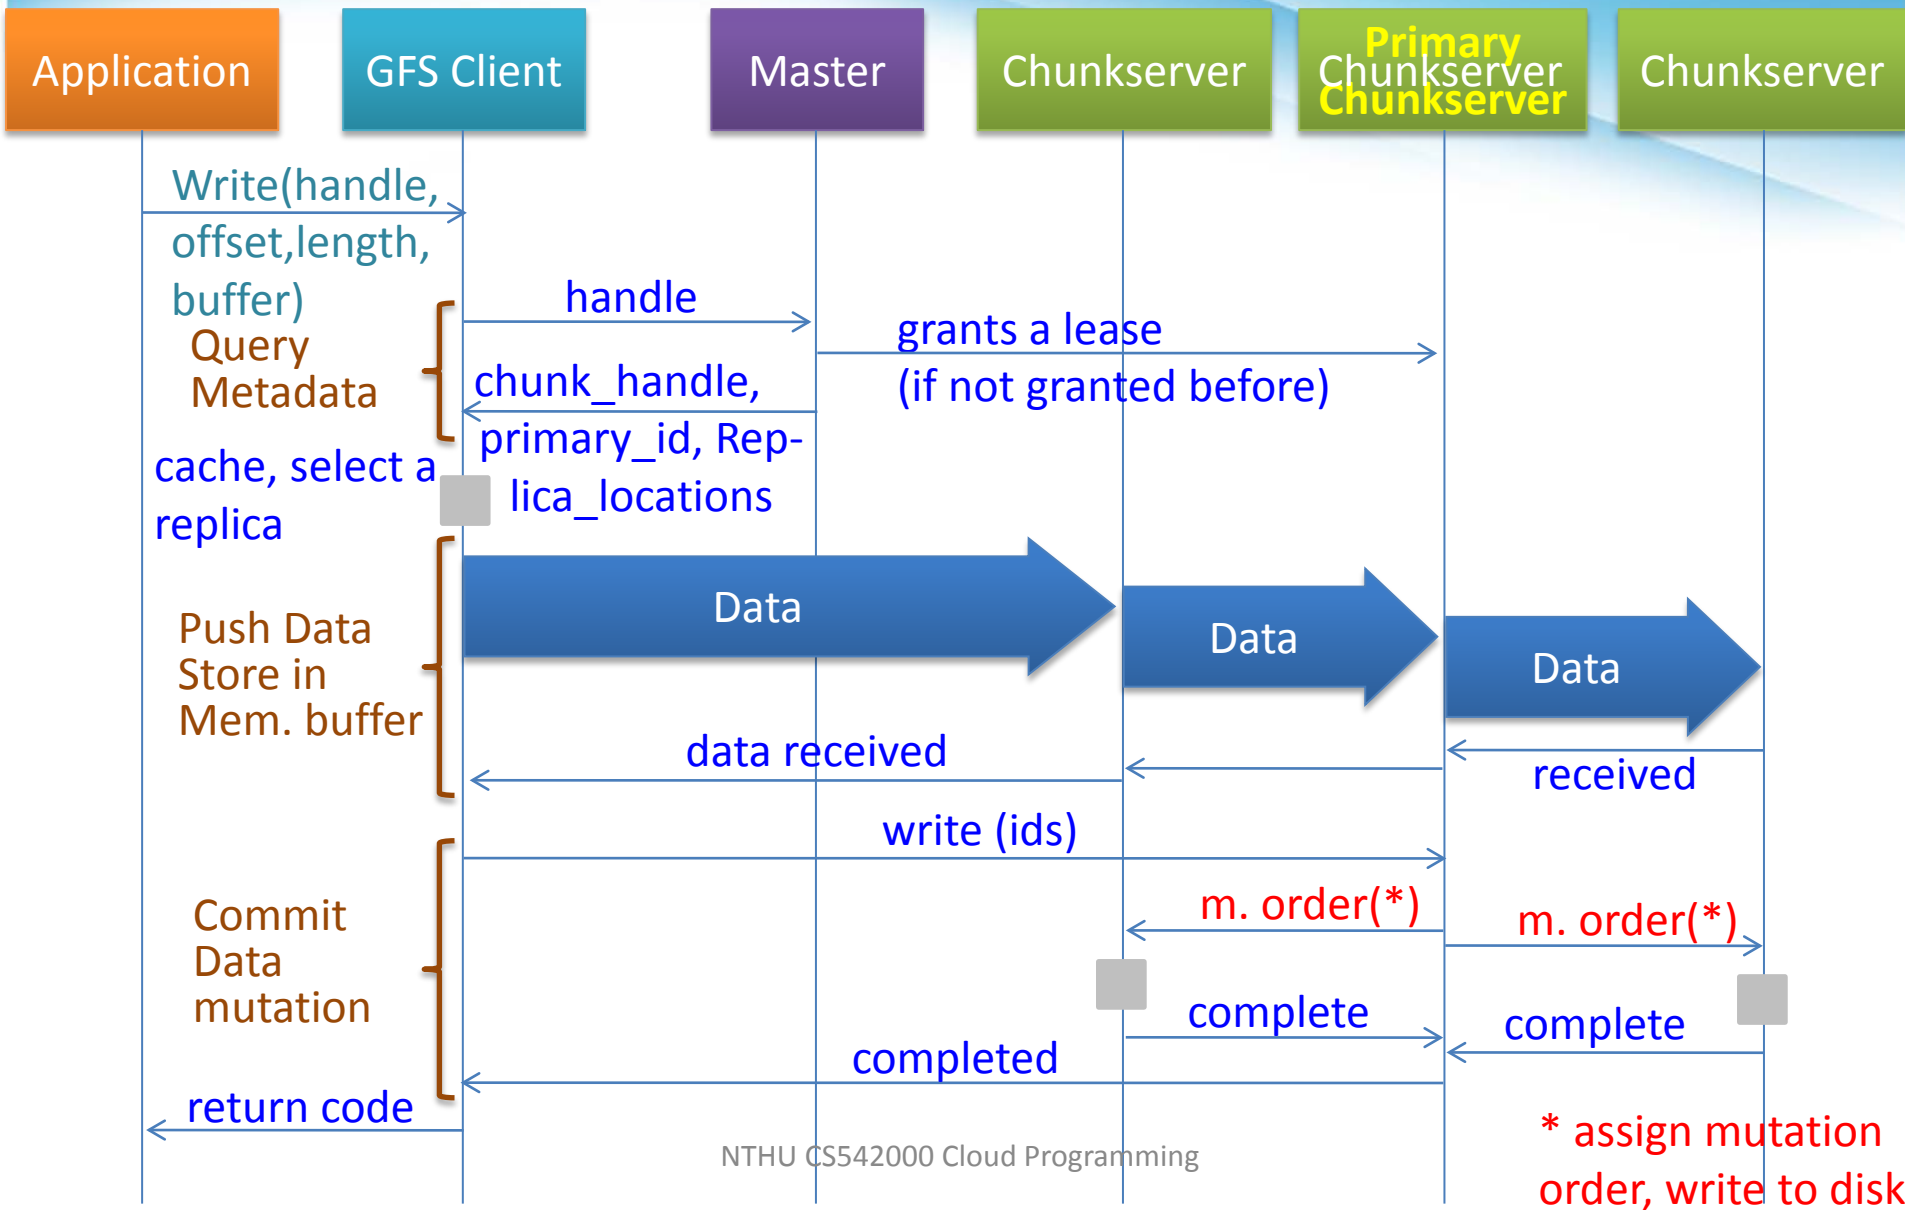 Application
GFS Client
Master
Chunkserver
Chunkserver
Primary
Chunkserver
Chunkserver
Write(handle,
offset,length,
buffer)
Query
Metadata
handle
grants a lease
(if not granted before)
chunk_handle,
primary_id, Rep-
lica_locations
cache, select a
replica
Push Data
Store in
Mem. buffer
Data
Data
Data
data received
received
write (ids)
Commit
Data
mutation
m. order(*)
m. order(*)
complete
complete
completed
return code
* assign mutation
order, write to disk
NTHU CS542000 Cloud Programming